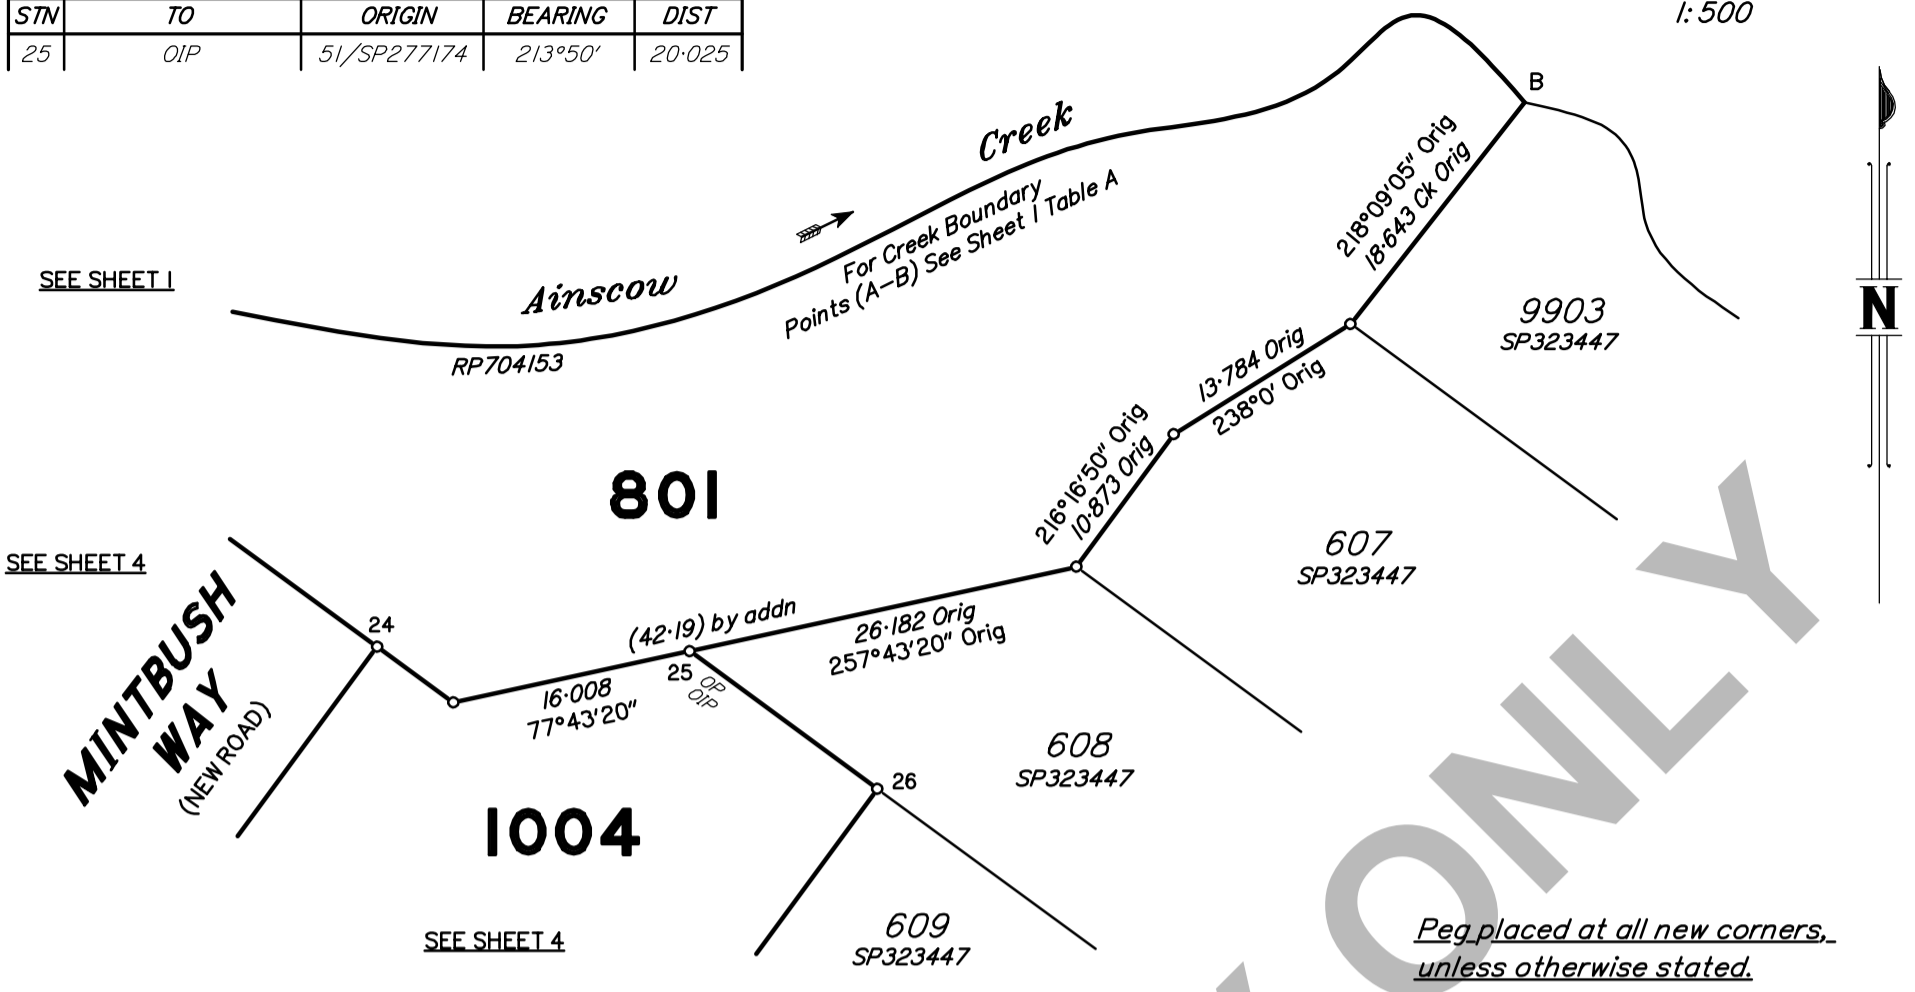 STN TO ORIGIN BEARING DIST
25 OIP 51/SP277174 213°50' 20·025
1:500
B
Creek
218°09'05" Orig
18·643 Ck Orig
For Creek Boundary
Points (A–B) See Sheet 1 Table A
SEE SHEET 1
Ainscow
RP704153
9903
SP323447
N
13·784 Orig
238°0' Orig
216°16'50" Orig
10·873 Orig
801
607
SP323447
SEE SHEET 4
MINTBUSH
WAY
(NEW ROAD)
24
(42·19) by addn
26·182 Orig
257°43'20" Orig
25
OP
OIP
16·008
77°43'20"
608
SP323447
26
1004
609
SP323447
SEE SHEET 4
Peg placed at all new corners,
unless otherwise stated.
ONLY